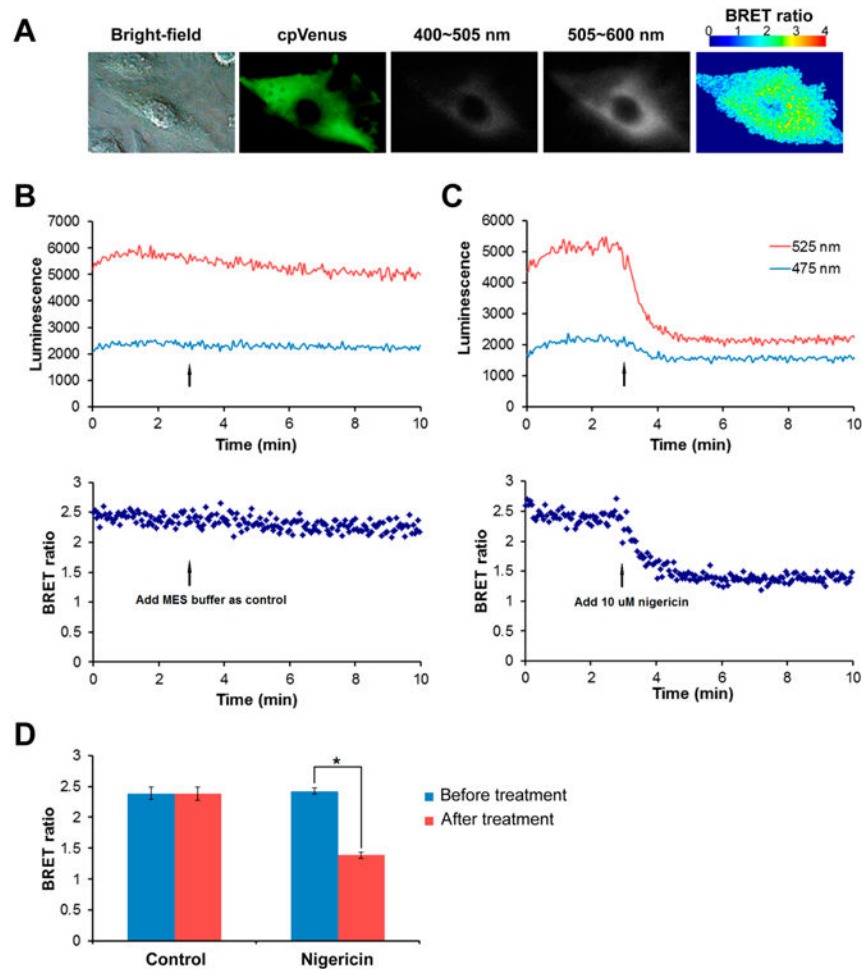 A
Bright-field
cpVenus
400~505 nm
505~600 nm
BRET ratio
0 1 2 3 4
B
7000
6000
5000
4000
3000
2000
1000
0
Luminescence
0 2 4 6 8 10
Time (min)
C
6000
5000
4000
3000
2000
1000
0
Luminescence
525 nm
475 nm
0 2 4 6 8 10
Time (min)
3
2.5
2
1.5
1
0.5
0
BRET ratio
Add MES buffer as control
0 2 4 6 8 10
Time (min)
3
2.5
2
1.5
1
0.5
0
BRET ratio
Add 10 uM nigericin
0 2 4 6 8 10
Time (min)
D
3
2.5
2
1.5
1
0.5
0
BRET ratio
*
Before treatment
After treatment
Control
Nigericin